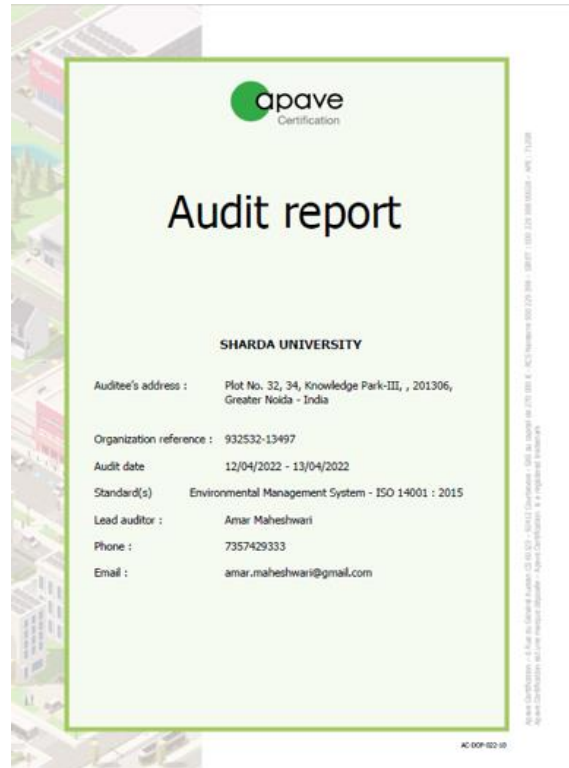 apave
Certification
Audit report
SHARDA UNIVERSITY
Auditee's address : Plot No. 32, 34, Knowledge Park-III, , 201306,
Greater Noida - India
Organization reference : 932532-13497
Audit date 12/04/2022 - 13/04/2022
Standard(s) Environmental Management System - ISO 14001 : 2015
Lead auditor : Amar Maheshwari
Phone : 7357429333
Email : amar.maheshwari@gmail.com
AC-DOP-022-10